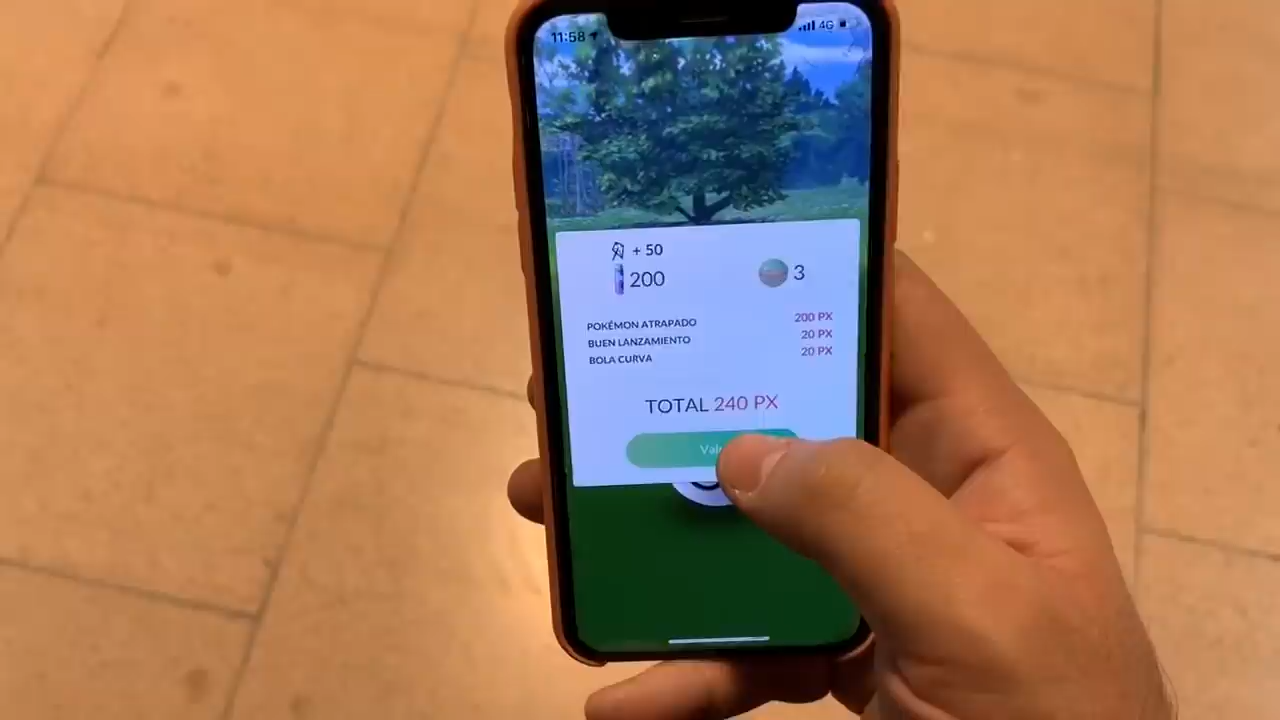 11:58
4G
+ 50
200
3
POKÉMON ATRAPADO 200 PX
BUEN LANZAMIENTO 20 PX
BOLA CURVA 20 PX
TOTAL 240 PX